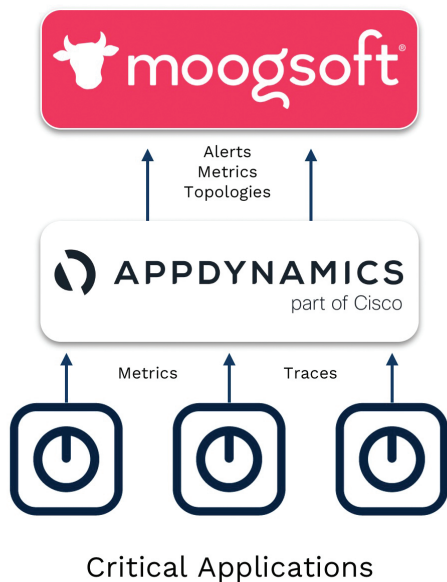 moogsoft®
Alerts
Metrics
Topologies
APPDYNAMICS
part of Cisco
Metrics
Traces
Critical Applications